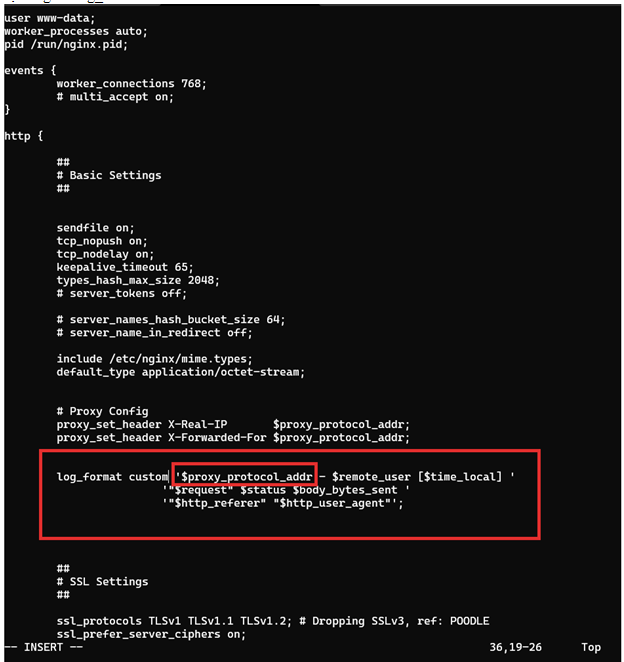 user www-data;
worker_processes auto;
pid /run/nginx.pid;
events {
worker_connections 768;
# multi_accept on;
}
http {
##
# Basic Settings
##
sendfile on;
tcp_nopush on;
tcp_nodelay on;
keepalive_timeout 65;
types_hash_max_size 2048;
# server_tokens off;
# server_names_hash_bucket_size 64;
# server_name_in_redirect off;
include /etc/nginx/mime.types;
default_type application/octet-stream;
# Proxy Config
proxy_set_header X-Real-IP $proxy_protocol_addr;
proxy_set_header X-Forwarded-For $proxy_protocol_addr;
log_format custom '$proxy_protocol_addr - $remote_user [$time_local] '
'"$request" $status $body_bytes_sent '
'"$http_referer" "$http_user_agent"';
##
# SSL Settings
##
ssl_protocols TLSv1 TLSv1.1 TLSv1.2; # Dropping SSLv3, ref: POODLE
ssl_prefer_server_ciphers on;
-- INSERT -- 36,19-26 Top